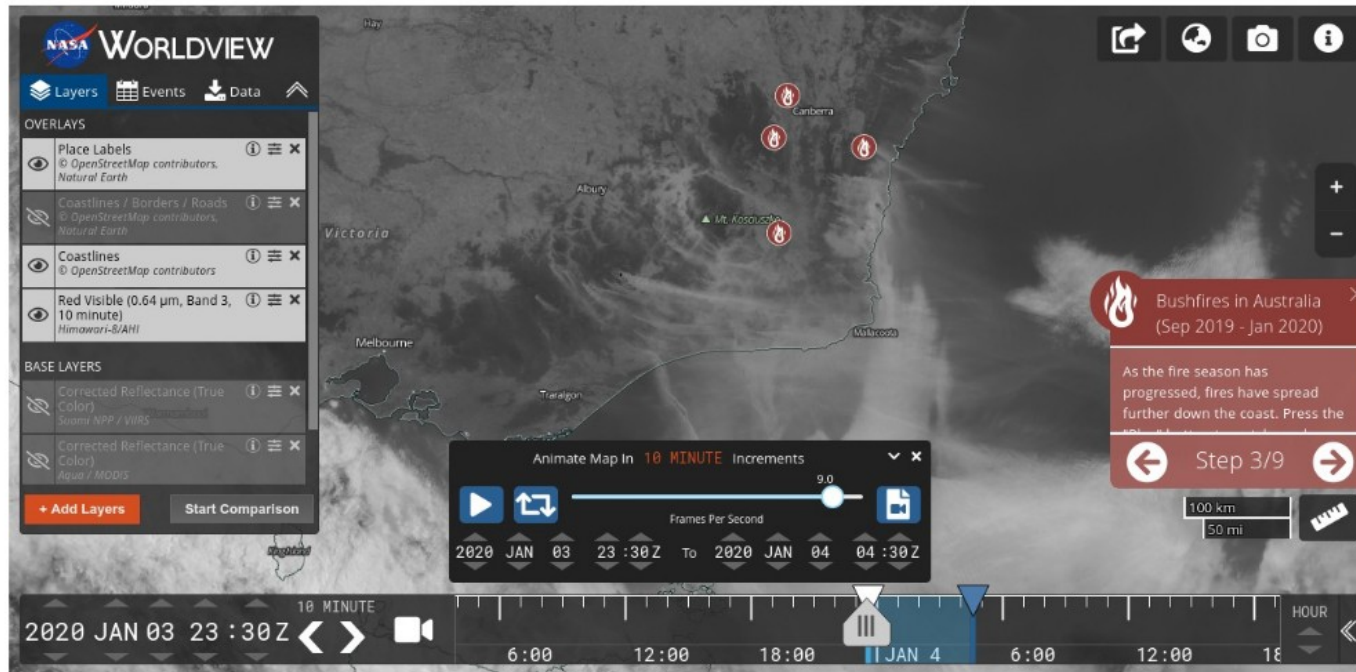 NASA WORLDVIEW
Layers Events Data
OVERLAYS
Place Labels
© OpenStreetMap contributors,
Natural Earth
Coastlines / Borders / Roads
© OpenStreetMap contributors,
Natural Earth
Coastlines
© OpenStreetMap contributors
Red Visible (0.64 µm, Band 3,
10 minute)
Himawari-8/AHI
BASE LAYERS
Corrected Reflectance (True
Color)
Suomi NPP / VIIRS
Corrected Reflectance (True
Color)
Aqua / MODIS
+ Add Layers Start Comparison
Hay
Canberra
Albury
Mt. Kosciuszko
Victoria
Mallacoota
Melbourne
Traralgon
+
−
Bushfires in Australia
(Sep 2019 - Jan 2020)
As the fire season has
progressed, fires have spread
further down the coast. Press the
Step 3/9
100 km
50 mi
Animate Map In 10 MINUTE Increments
9.0
Frames Per Second
2020 JAN 03 23 :30 Z To 2020 JAN 04 04 :30 Z
10 MINUTE
2020 JAN 03 23 :30 Z
6:00 12:00 18:00 JAN 4 6:00 12:00 18
HOUR